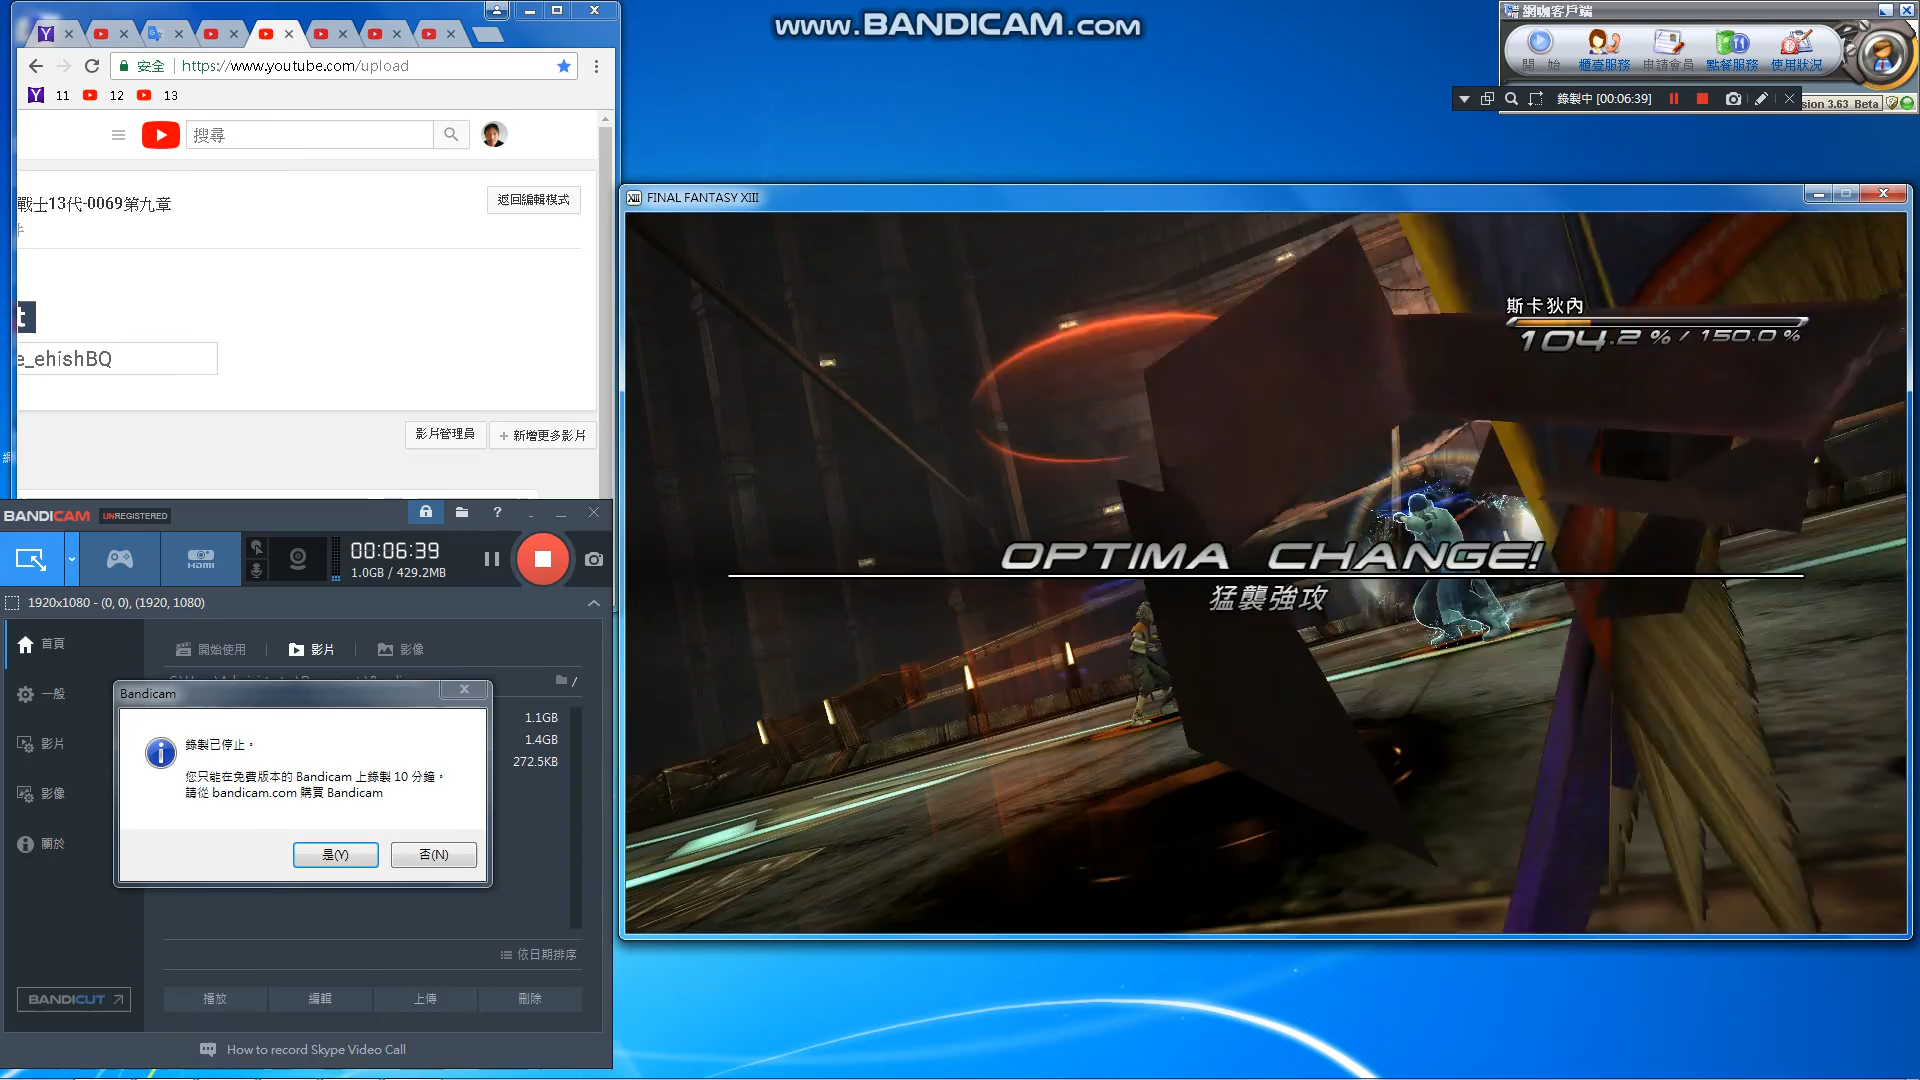 www.BANDICAM.com
網咖客戶端
開 始
櫃臺服務
申請會員
點餐服務
使用狀況
錄製中 [00:06:39]
sion 3.63 Beta
安全
https://www.youtube.com/upload
11
12
13
搜尋
戰士13代-0069第九章
返回編輯模式
t
e_ehishBQ
影片管理員
+ 新增更多影片
FINAL FANTASY XIII
斯卡狄內
104.2 % / 150.0 %
OPTIMA CHANGE!
猛襲強攻
BANDICAM
UNREGISTERED
HDMI
00:06:39
1.0GB / 429.2MB
1920x1080 - (0, 0), (1920, 1080)
首頁
一般
影片
影像
關於
開始使用
影片
影像
1.1GB
1.4GB
272.5KB
Bandicam
錄製已停止。
您只能在免費版本的 Bandicam 上錄製 10 分鐘。
請從 bandicam.com 購買 Bandicam
是(Y)
否(N)
依日期排序
播放
編輯
上傳
刪除
BANDICUT
How to record Skype Video Call